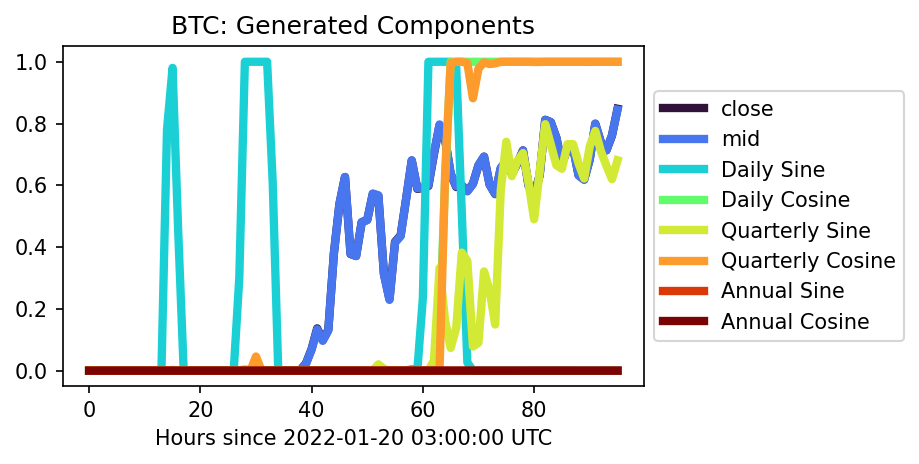 BTC: Generated Components
1.0
0.8
0.6
0.4
0.2
0.0
0 20 40 60 80
Hours since 2022-01-20 03:00:00 UTC
close
mid
Daily Sine
Daily Cosine
Quarterly Sine
Quarterly Cosine
Annual Sine
Annual Cosine